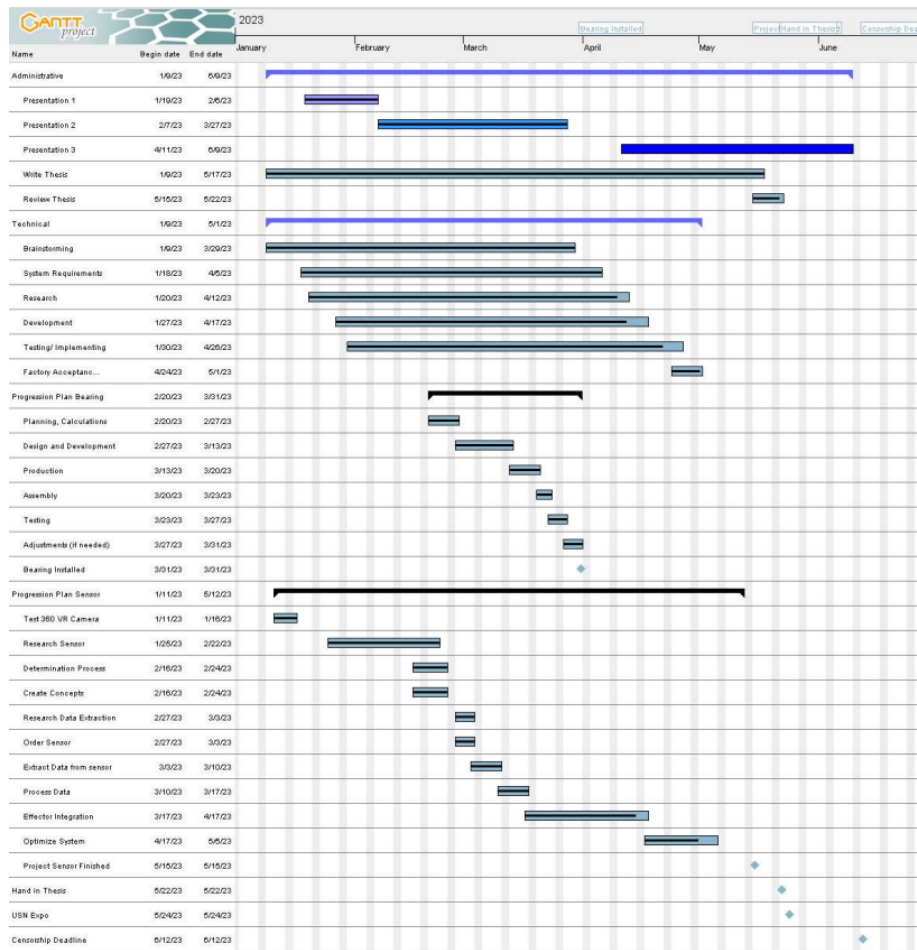 GANTT
project
2023
Bearing Installed Project Hand in Thesis Censorship Dea
Name Begin date End date January February March April May June
Administrative 1/9/23 6/9/23
Presentation 1 1/19/23 2/6/23
Presentation 2 2/7/23 3/27/23
Presentation 3 4/11/23 6/9/23
Write Thesis 1/9/23 5/17/23
Review Thesis 5/15/23 5/22/23
Technical 1/9/23 5/1/23
Brainstorming 1/9/23 3/29/23
System Requirements 1/18/23 4/5/23
Research 1/20/23 4/12/23
Development 1/27/23 4/17/23
Testing/ Implementing 1/30/23 4/26/23
Factory Acceptanc... 4/24/23 5/1/23
Progression Plan Bearing 2/20/23 3/31/23
Planning, Calculations 2/20/23 2/27/23
Design and Development 2/27/23 3/13/23
Production 3/13/23 3/20/23
Assembly 3/20/23 3/23/23
Testing 3/23/23 3/27/23
Adjustments (if needed) 3/27/23 3/31/23
Bearing Installed 3/31/23 3/31/23
Progression Plan Sensor 1/11/23 5/12/23
Test 360 VR Camera 1/11/23 1/16/23
Research Sensor 1/25/23 2/22/23
Determination Process 2/16/23 2/24/23
Create Concepts 2/16/23 2/24/23
Research Data Extraction 2/27/23 3/3/23
Order Sensor 2/27/23 3/3/23
Extract Data from sensor 3/3/23 3/10/23
Process Data 3/10/23 3/17/23
Effector Integration 3/17/23 4/17/23
Optimize System 4/17/23 5/5/23
Project Sensor Finished 5/15/23 5/15/23
Hand in Thesis 5/22/23 5/22/23
USN Expo 5/24/23 5/24/23
Censorship Deadline 6/12/23 6/12/23